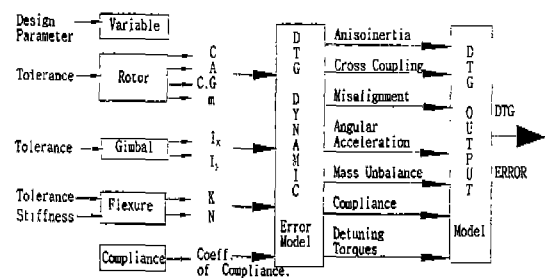 Design Parameter
Variable
Tolerance
Rotor
C
A
C.G
m
Tolerance
Gimbal
Ix
Iy
Tolerance
Stiffness
Flexure
K
N
Compliance
Coeff. of Compliance.
DTG DYNAMIC
Error Model
Anisoinertia
Cross Coupling
Misalignment
Angular Acceleration
Mass Unbalance
Compliance
Detuning Torques
DTG OUTPUT
Model
DTG
ERROR